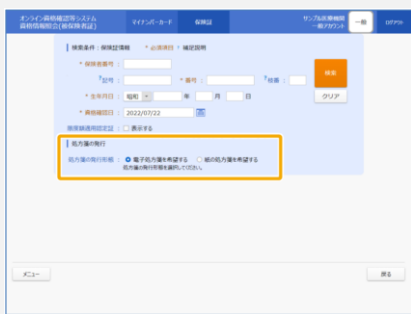 オンライン資格確認等システム
資格情報照会(被保険者証)
マイナンバーカード
保険証
サンプル医療機関
一般アカウント
一般
ログアウト
検索条件：保険証情報 * 必須項目 ? 補足説明
* 保険者番号：
?記号： * 番号： ?枝番：
検索
* 生年月日： 昭和 年 月 日
クリア
* 資格確認日： 2022/07/22
限度額適用認定証： 表示する
処方箋の発行
処方箋の発行形態： 電子処方箋を希望する 紙の処方箋を希望する
処方箋の発行形態を選択してください。
メニュー
戻る